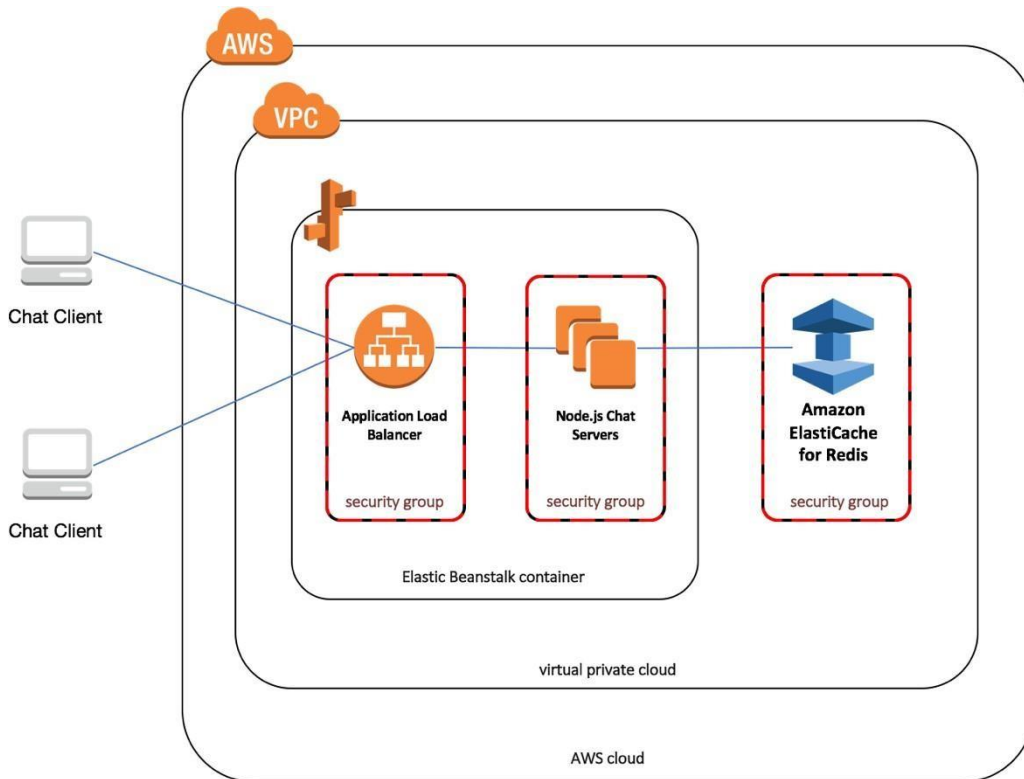 AWS
VPC
Chat Client
Application Load
Balancer
security group
Node.js Chat
Servers
security group
Amazon
ElastiCache
for Redis
security group
Chat Client
Elastic Beanstalk container
virtual private cloud
AWS cloud